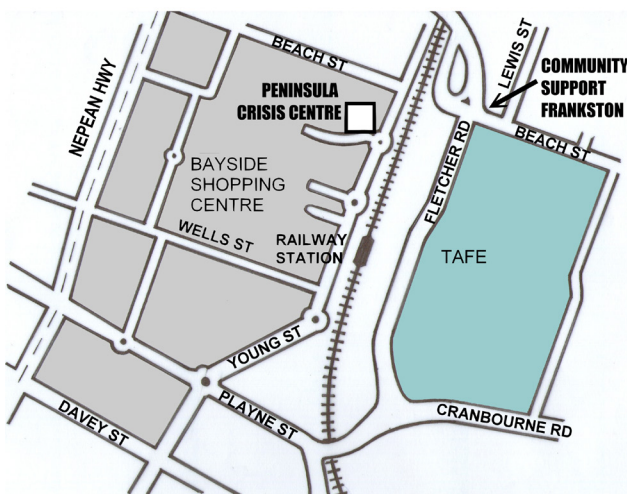 BEACH ST
LEWIS ST
COMMUNITY
SUPPORT
FRANKSTON
NEPEAN HWY
PENINSULA
CRISIS CENTRE
BEACH ST
FLETCHER RD
BAYSIDE
SHOPPING
CENTRE
WELLS ST
RAILWAY
STATION
TAFE
YOUNG ST
PLAYNE ST
DAVEY ST
CRANBOURNE RD